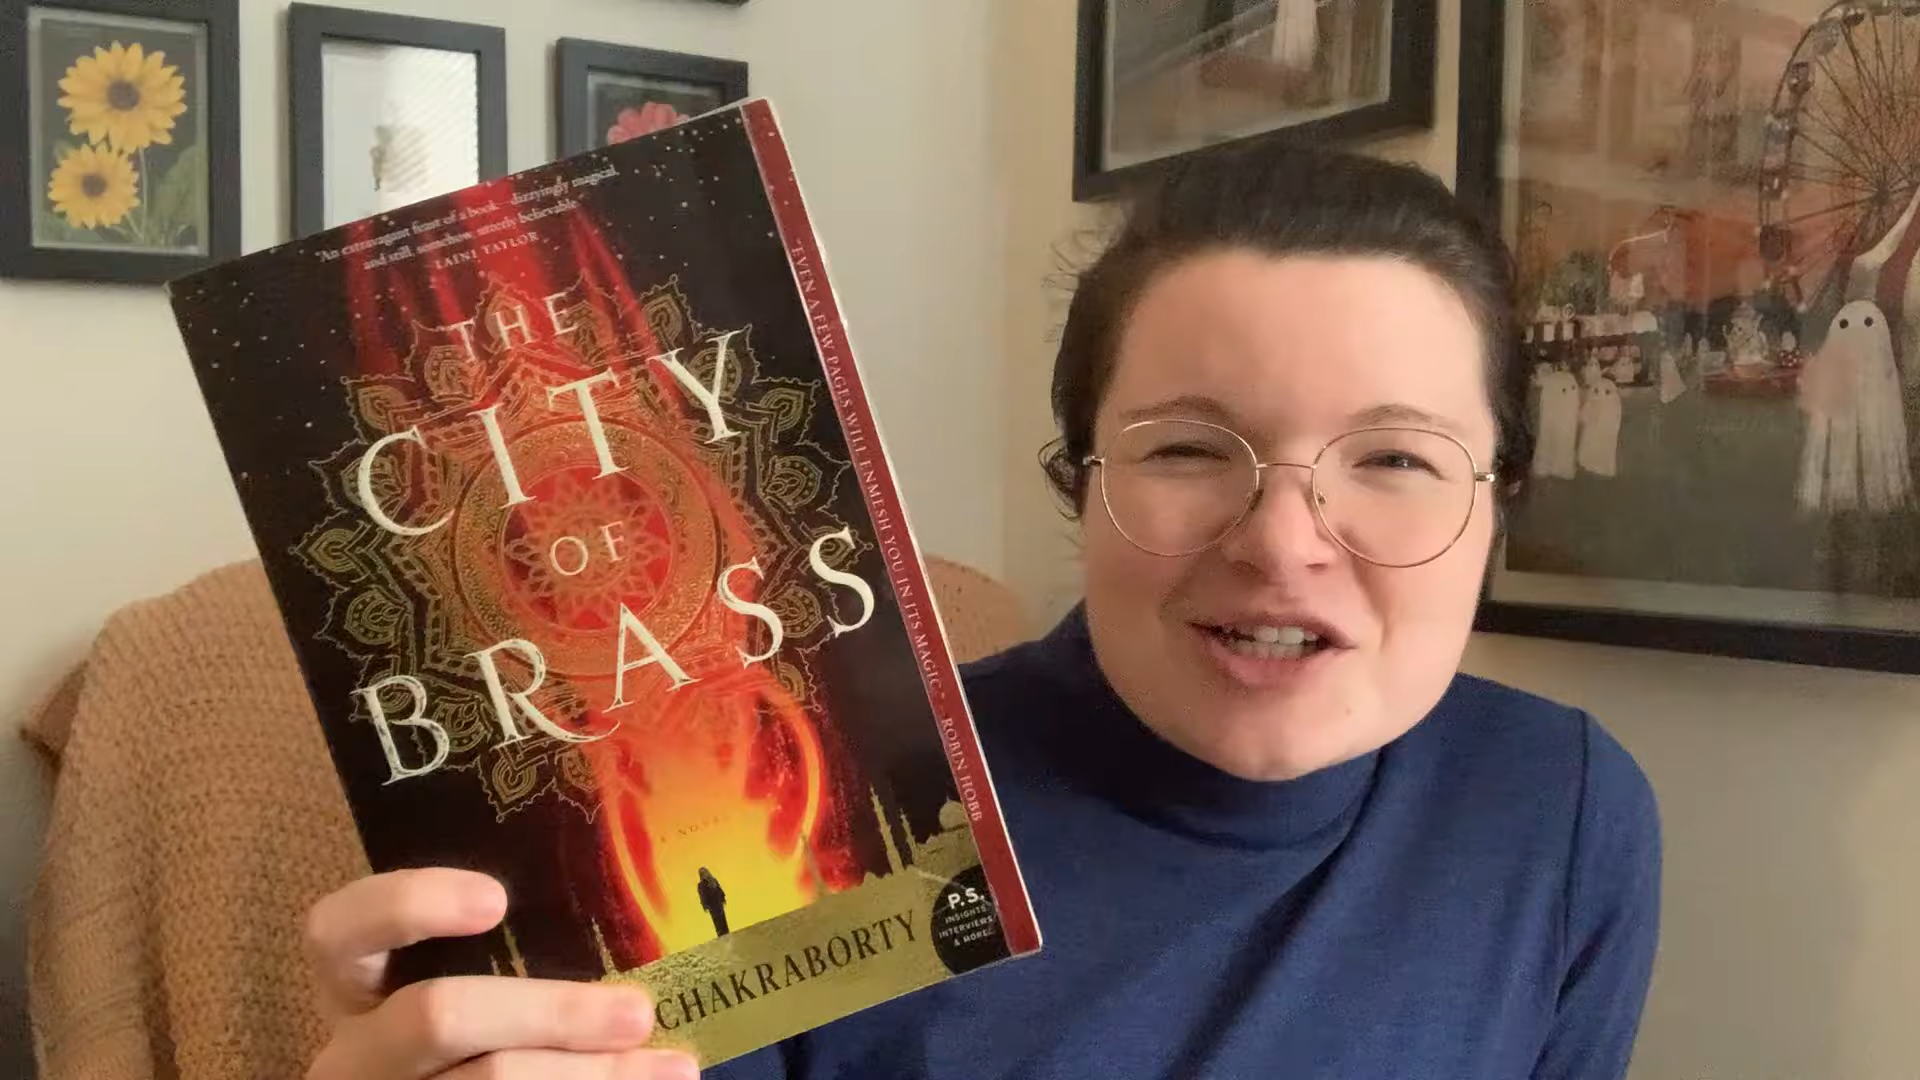 "An extravagant feast of a book... dizzyingly magical,
and still, somehow, utterly believable."
LAINI TAYLOR
THE
CITY
OF
BRASS
A NOVEL
CHAKRABORTY
P.S.
INSIGHTS,
INTERVIEWS
& MORE...
"EVEN A FEW PAGES WILL ENMESH YOU IN ITS MAGIC." ROBIN HOBB